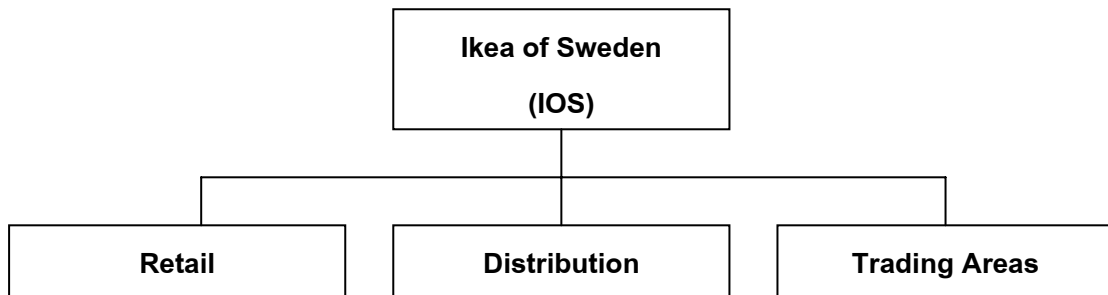 Ikea of Sweden
(IOS)
Retail
Distribution
Trading Areas